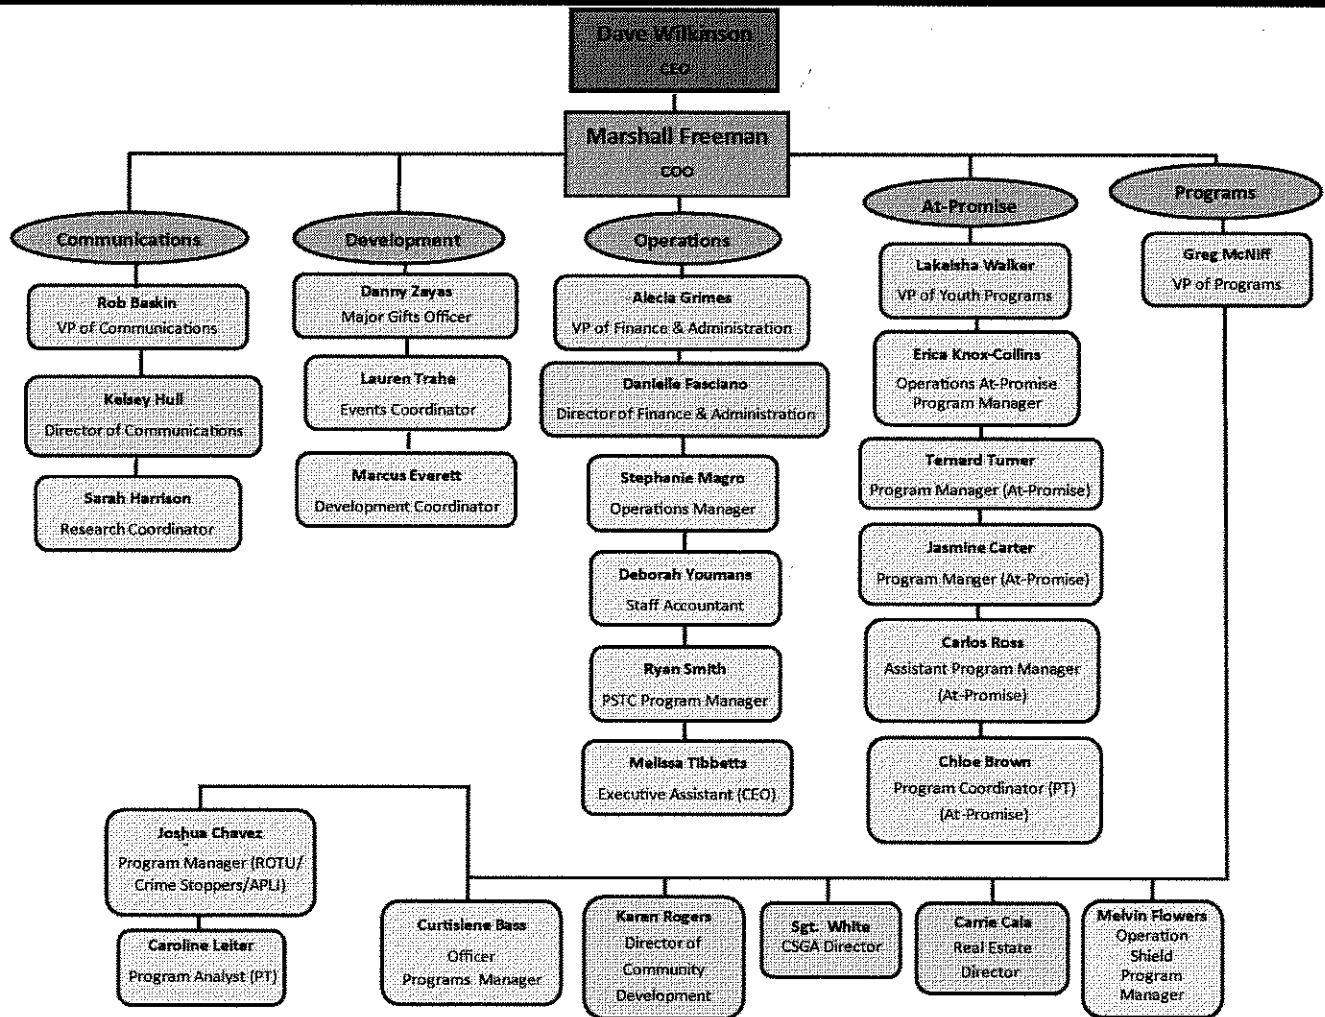 Dave Wilkinson
CEO
Marshall Freeman
COO
Communications
Rob Baskin
VP of Communications
Kelsey Hull
Director of Communications
Sarah Harrison
Research Coordinator
Development
Danny Zayas
Major Gifts Officer
Lauren Trahe
Events Coordinator
Marcus Everett
Development Coordinator
Operations
Alecia Grimes
VP of Finance & Administration
Danielle Fasciano
Director of Finance & Administration
Stephanie Magro
Operations Manager
Deborah Youmans
Staff Accountant
Ryan Smith
PSTC Program Manager
Melissa Tibbetts
Executive Assistant (CEO)
At-Promise
Lakeisha Walker
VP of Youth Programs
Erica Knox-Collins
Operations At-Promise
Program Manager
Ternard Turner
Program Manager (At-Promise)
Jasmine Carter
Program Manger (At-Promise)
Carlos Ross
Assistant Program Manager
(At-Promise)
Chloe Brown
Program Coordinator (PT)
(At-Promise)
Programs
Greg McNiff
VP of Programs
Joshua Chavez
Program Manager (ROTU/
Crime Stoppers/APLI)
Caroline Leiter
Program Analyst (PT)
Curtislene Bass
Officer
Programs Manager
Karen Rogers
Director of
Community
Development
Sgt. White
CSGA Director
Carrie Cala
Real Estate
Director
Melvin Flowers
Operation
Shield
Program
Manager